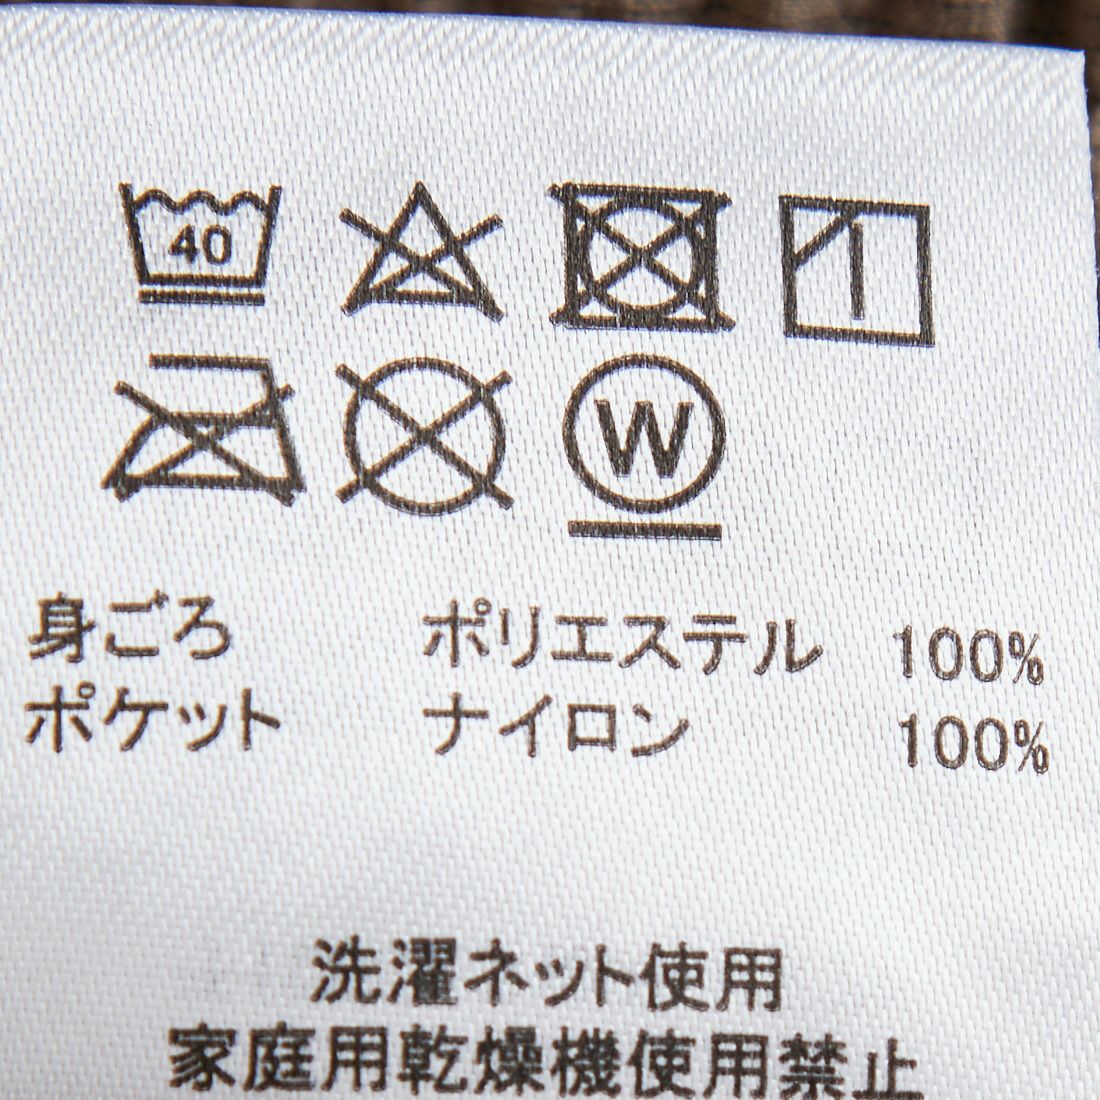 40
W
身ごろ ポリエステル 100%
ポケット ナイロン 100%
洗濯ネット使用
家庭用乾燥機使用禁止